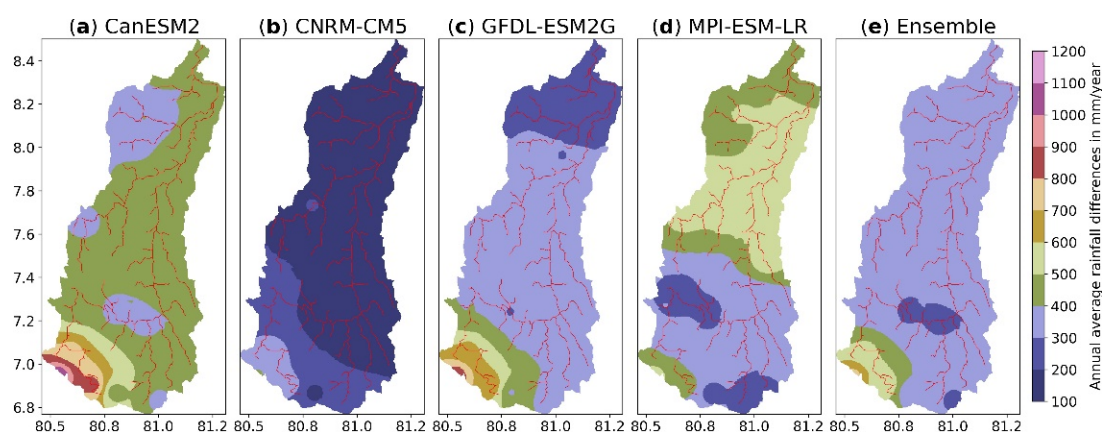 (a) CanESM2
(b) CNRM-CM5
(c) GFDL-ESM2G
(d) MPI-ESM-LR
(e) Ensemble
8.4
8.2
8.0
7.8
7.6
7.4
7.2
7.0
6.8
80.5 80.8 81.0 81.2
80.5 80.8 81.0 81.2
80.5 80.8 81.0 81.2
80.5 80.8 81.0 81.2
80.5 80.8 81.0 81.2
1200
1100
1000
900
800
700
600
500
400
300
200
100
Annual average rainfall differences in mm/year